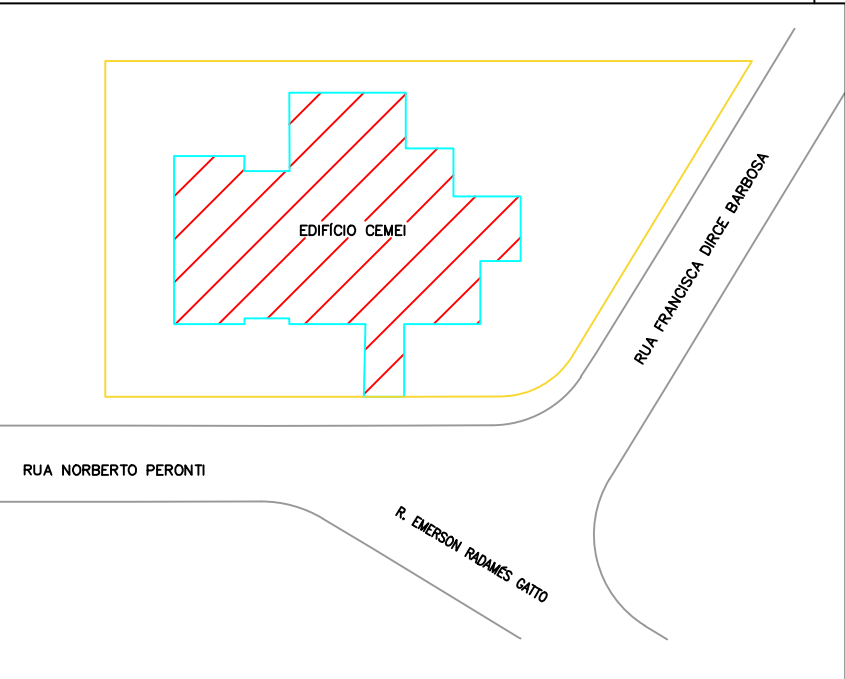 EDIFÍCIO CEMEI
RUA FRANCISCA DIRCE BARBOSA
RUA NORBERTO PERONTI
R. EMERSON RADAMÉS GATTO